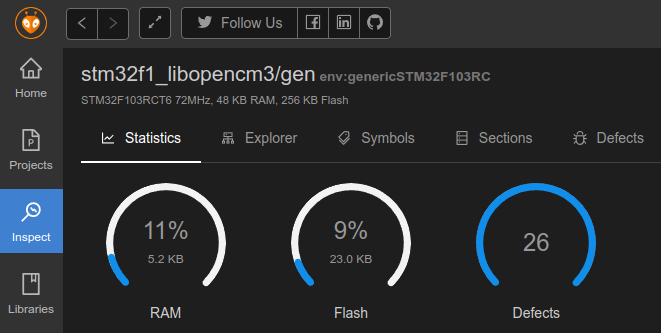 Follow Us
Home
Projects
Inspect
Libraries
stm32f1_libopencm3/gen env:genericSTM32F103RC
STM32F103RCT6 72MHz, 48 KB RAM, 256 KB Flash
Statistics Explorer Symbols Sections Defects
11% 9% 26
5.2 KB 23.0 KB
RAM Flash Defects